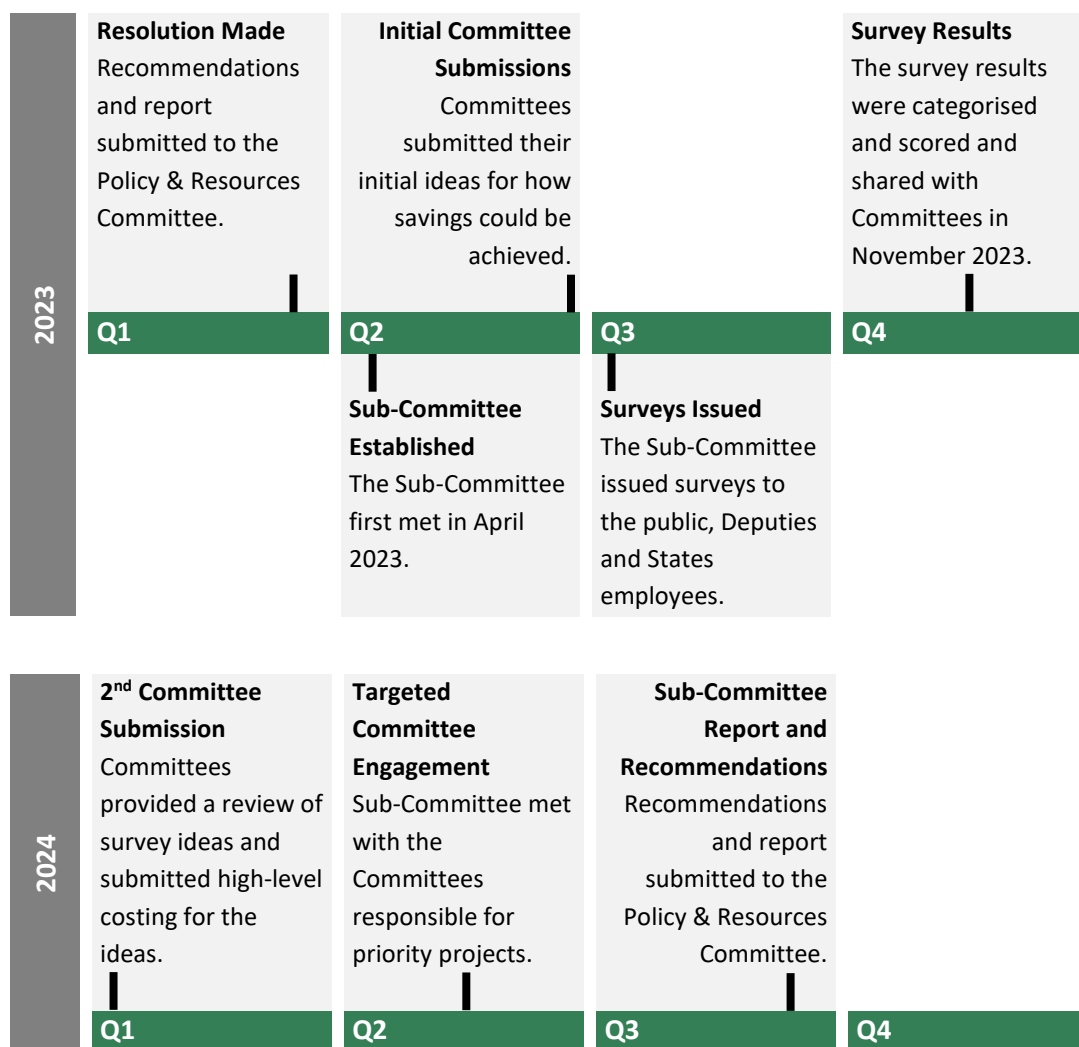 2023
Resolution Made
Recommendations
and report
submitted to the
Policy & Resources
Committee.
Initial Committee
Submissions
Committees
submitted their
initial ideas for how
savings could be
achieved.
Survey Results
The survey results
were categorised
and scored and
shared with
Committees in
November 2023.
Q1
Q2
Q3
Q4
Sub-Committee
Established
The Sub-Committee
first met in April
2023.
Surveys Issued
The Sub-Committee
issued surveys to
the public, Deputies
and States
employees.
2024
2nd Committee
Submission
Committees
provided a review of
survey ideas and
submitted high-level
costing for the
ideas.
Targeted
Committee
Engagement
Sub-Committee met
with the
Committees
responsible for
priority projects.
Sub-Committee
Report and
Recommendations
Recommendations
and report
submitted to the
Policy & Resources
Committee.
Q1
Q2
Q3
Q4